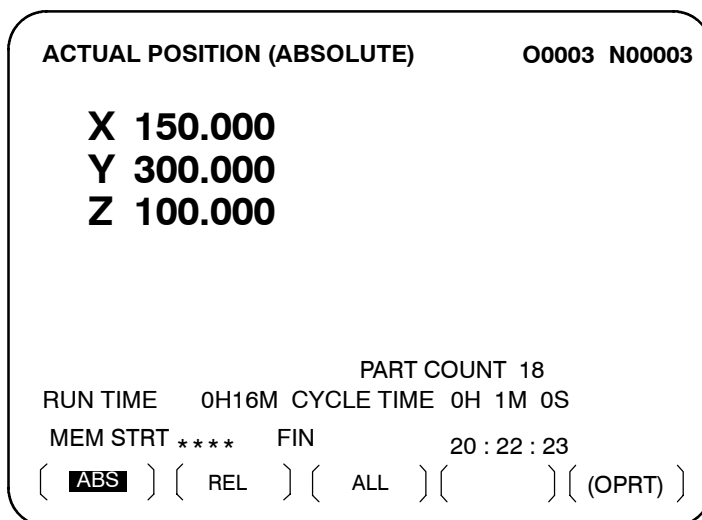 ACTUAL POSITION (ABSOLUTE) O0003 N00003
X 150.000
Y 300.000
Z 100.000
PART COUNT 18
RUN TIME 0H16M CYCLE TIME 0H 1M 0S
MEM STRT **** FIN 20 : 22 : 23
[ ABS ] [ REL ] [ ALL ] [ ] [ (OPRT) ]